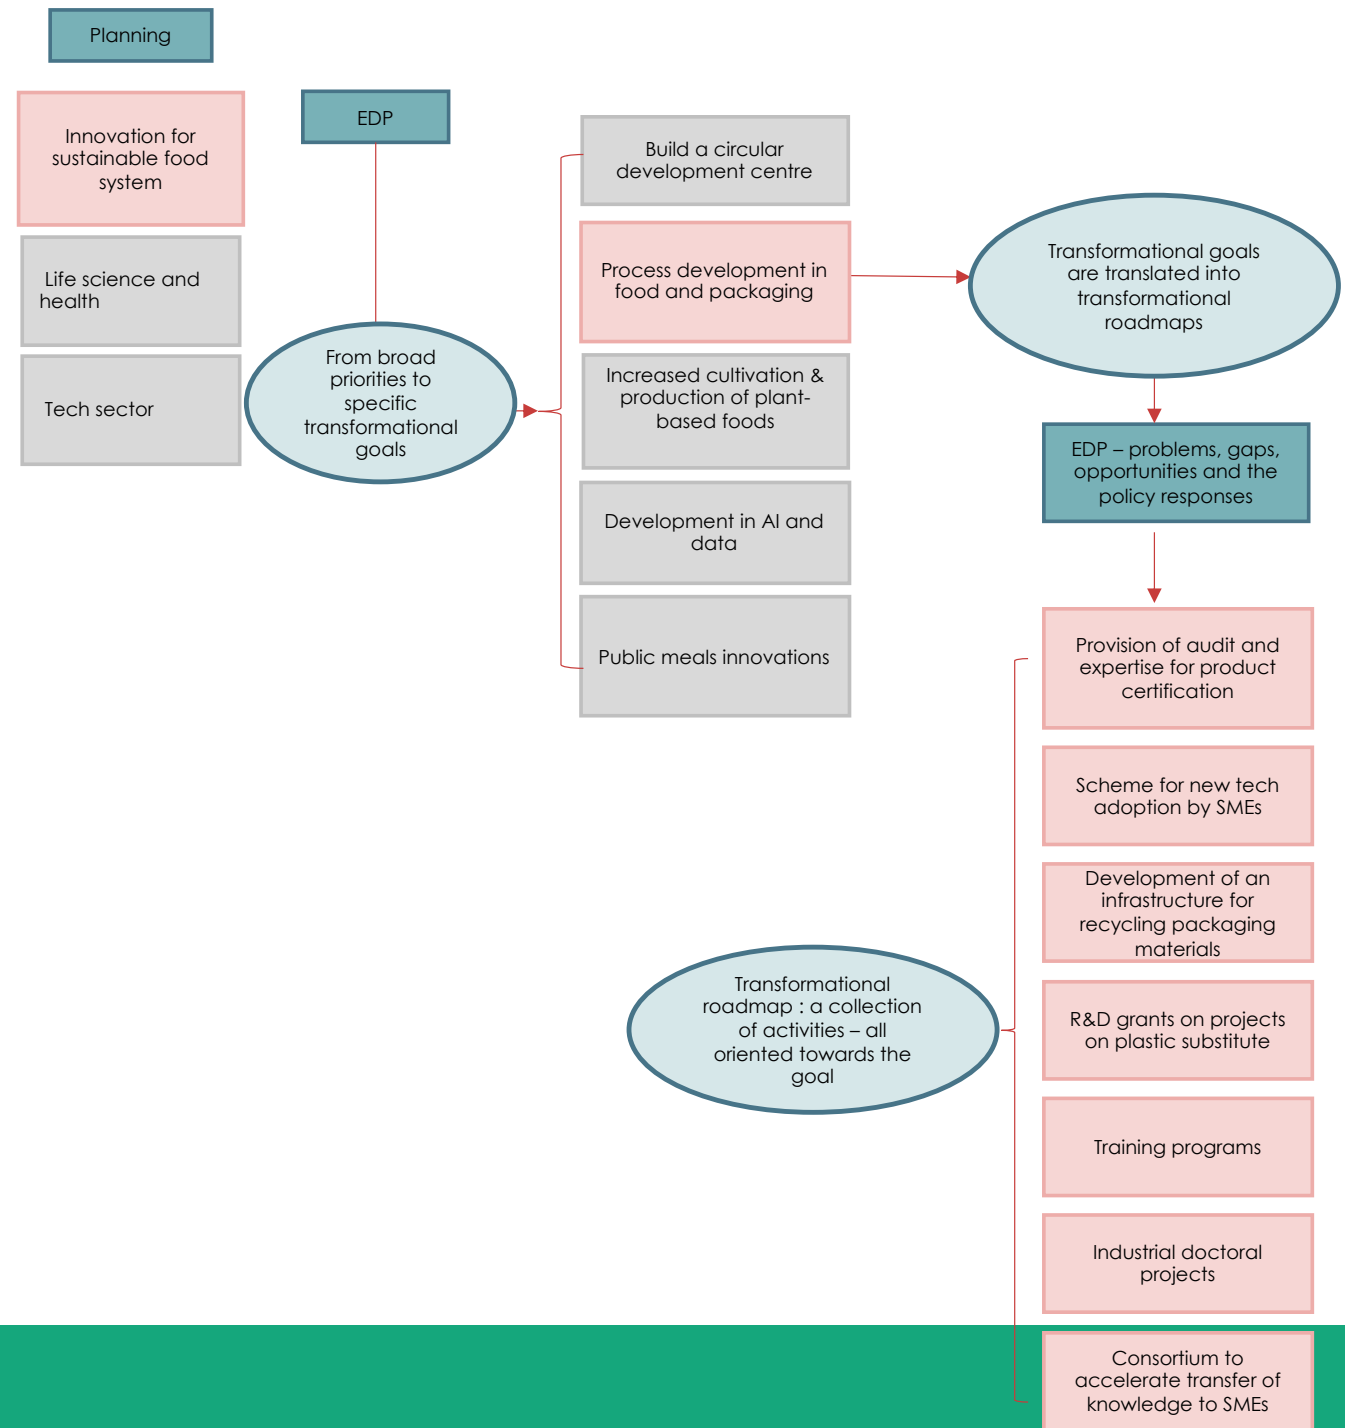 Planning
Innovation for
sustainable food
system
Life science and
health
Tech sector
EDP
From broad
priorities to
specific
transformational
goals
Build a circular
development centre
Process development in
food and packaging
Increased cultivation &
production of plant-
based foods
Development in AI and
data
Public meals innovations
Transformational goals
are translated into
transformational
roadmaps
EDP – problems, gaps,
opportunities and the
policy responses
Provision of audit and
expertise for product
certification
Scheme for new tech
adoption by SMEs
Development of an
infrastructure for
recycling packaging
materials
R&D grants on projects
on plastic substitute
Training programs
Industrial doctoral
projects
Consortium to
accelerate transfer of
knowledge to SMEs
Transformational
roadmap : a collection
of activities – all
oriented towards the
goal